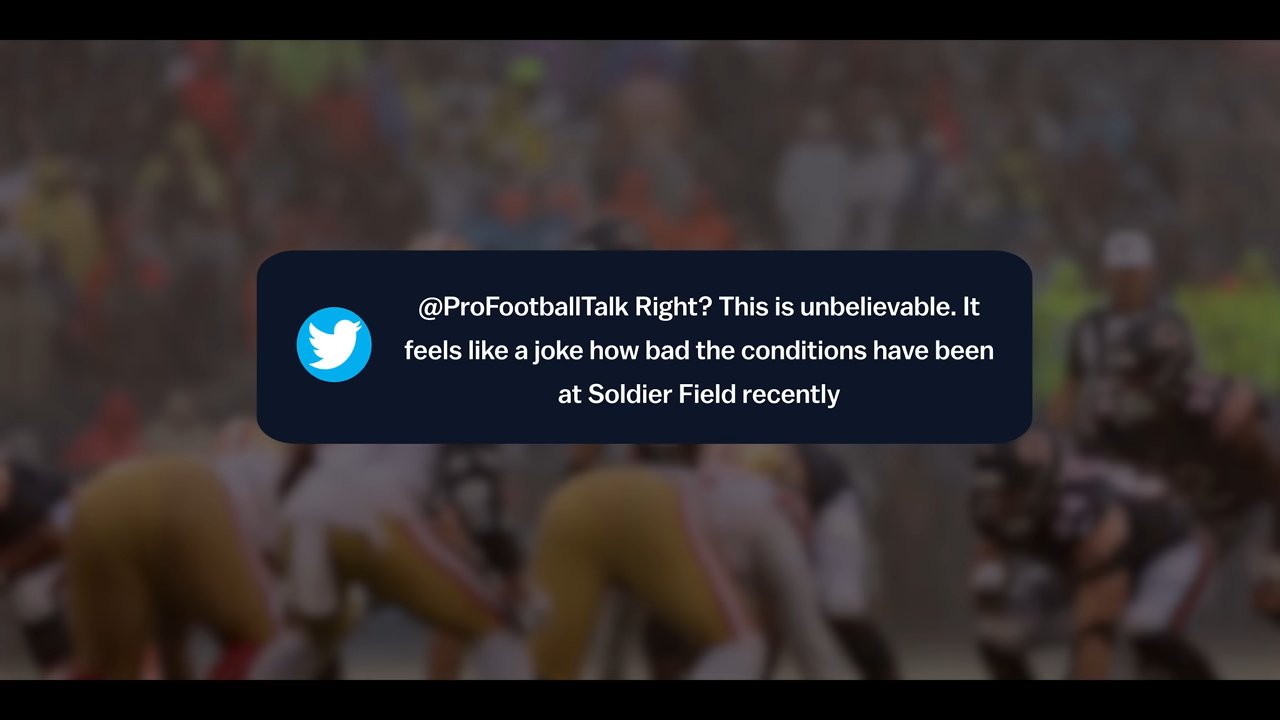 @ProFootballTalk Right? This is unbelievable. It
feels like a joke how bad the conditions have been
at Soldier Field recently